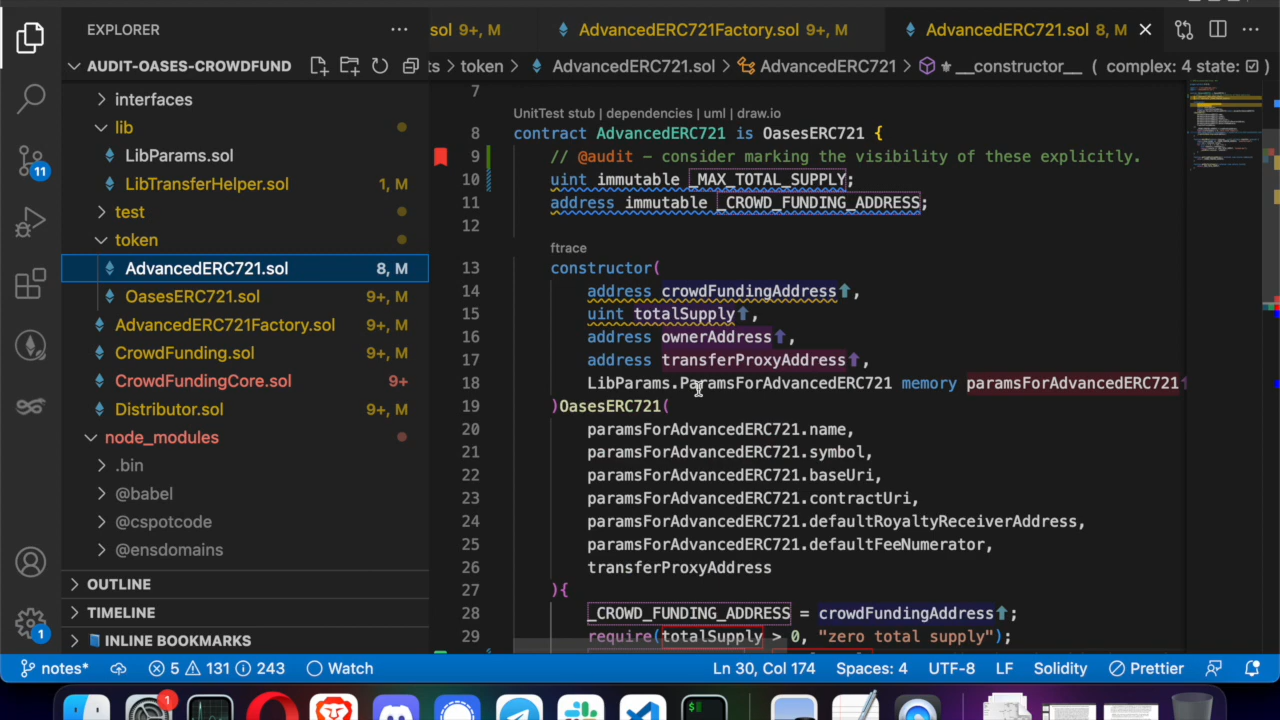 EXPLORER
AUDIT-OASES-CROWDFUND
interfaces
lib
LibParams.sol
LibTransferHelper.sol 1, M
test
token
AdvancedERC721.sol 8, M
OasesERC721.sol 9+, M
AdvancedERC721Factory.sol 9+, M
CrowdFunding.sol 9+, M
CrowdFundingCore.sol 9+
Distributor.sol 9+, M
node_modules
.bin
@babel
@cspotcode
@ensdomains
OUTLINE
TIMELINE
INLINE BOOKMARKS
11
1
sol 9+, M AdvancedERC721Factory.sol 9+, M AdvancedERC721.sol 8, M
ts > token > AdvancedERC721.sol > AdvancedERC721 > __constructor__ ( complex: 4 state: )
7
UnitTest stub | dependencies | uml | draw.io
8 contract AdvancedERC721 is OasesERC721 {
9 // @audit - consider marking the visibility of these explicitly.
10 uint immutable _MAX_TOTAL_SUPPLY;
11 address immutable _CROWD_FUNDING_ADDRESS;
12
ftrace
13 constructor(
14 address crowdFundingAddress⬆,
15 uint totalSupply⬆,
16 address ownerAddress⬆,
17 address transferProxyAddress⬆,
18 LibParams.ParamsForAdvancedERC721 memory paramsForAdvancedERC721
19 )OasesERC721(
20 paramsForAdvancedERC721.name,
21 paramsForAdvancedERC721.symbol,
22 paramsForAdvancedERC721.baseUri,
23 paramsForAdvancedERC721.contractUri,
24 paramsForAdvancedERC721.defaultRoyaltyReceiverAddress,
25 paramsForAdvancedERC721.defaultFeeNumerator,
26 transferProxyAddress
27 ){
28 _CROWD_FUNDING_ADDRESS = crowdFundingAddress⬆;
29 require(totalSupply > 0, "zero total supply");
notes* 5 131 243 Watch Ln 30, Col 174 Spaces: 4 UTF-8 LF Solidity Prettier
1